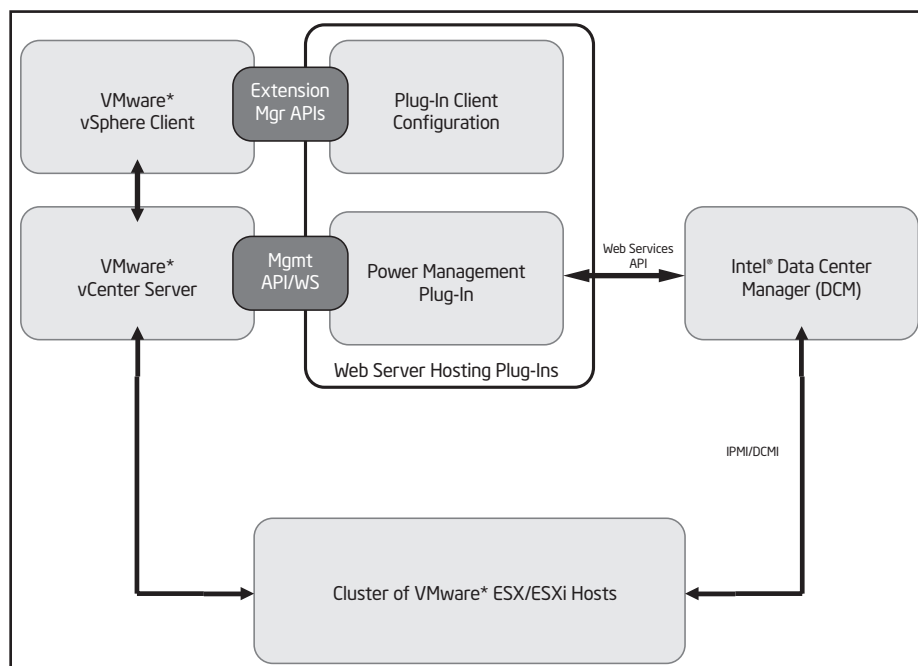 VMware*
vSphere Client
Extension
Mgr APIs
Plug-In Client
Configuration
VMware*
vCenter Server
Mgmt
API/WS
Power Management
Plug-In
Web Services
API
Intel® Data Center
Manager (DCM)
Web Server Hosting Plug-Ins
IPMI/DCMI
Cluster of VMware* ESX/ESXi Hosts